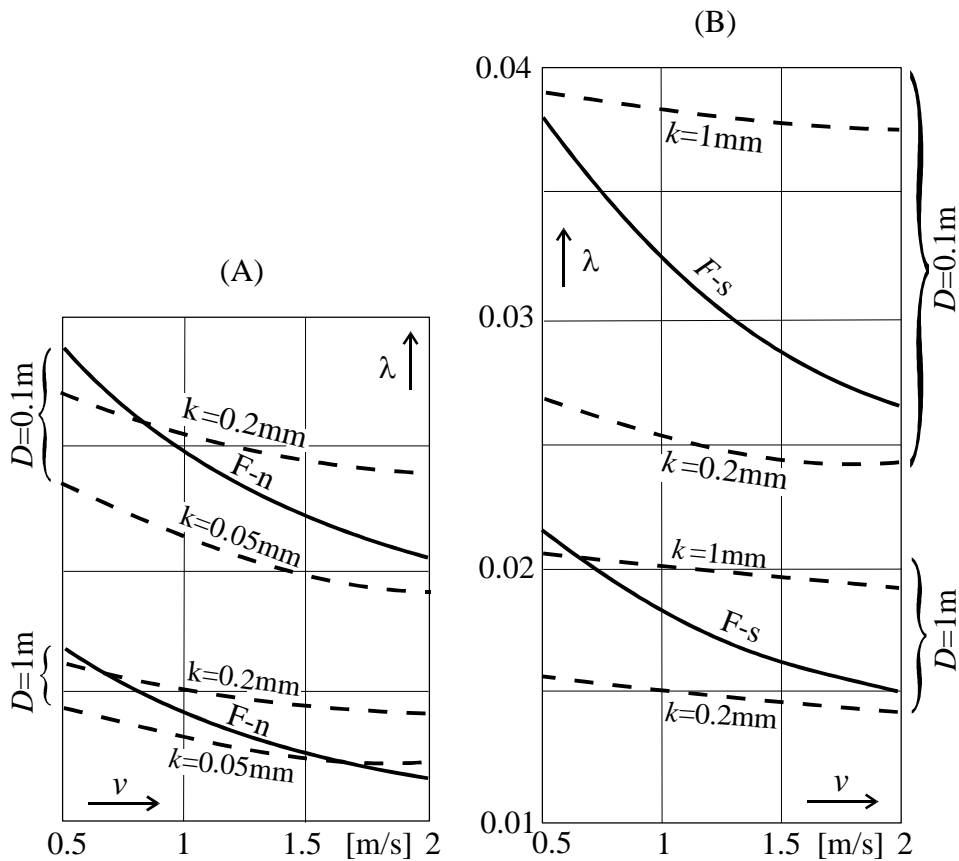 (B)
0.04
k=1mm
F-s
λ
D=0.1m
0.03
k=0.2mm
0.02
k=1mm
F-s
D=1m
k=0.2mm
v
0.01
0.5 1 1.5 [m/s] 2
(A)
λ
D=0.1m
k=0.2mm
F-n
k=0.05mm
D=1m
k=0.2mm
F-n
k=0.05mm
v
0.5 1 1.5 [m/s] 2